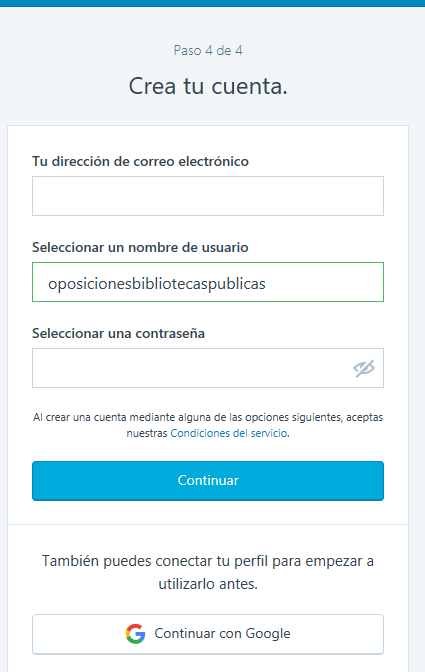 Paso 4 de 4
Crea tu cuenta.
Tu dirección de correo electrónico
Seleccionar un nombre de usuario
oposicionesbibliotecaspublicas
Seleccionar una contraseña
Al crear una cuenta mediante alguna de las opciones siguientes, aceptas
nuestras Condiciones del servicio.
Continuar
También puedes conectar tu perfil para empezar a
utilizarlo antes.
Continuar con Google